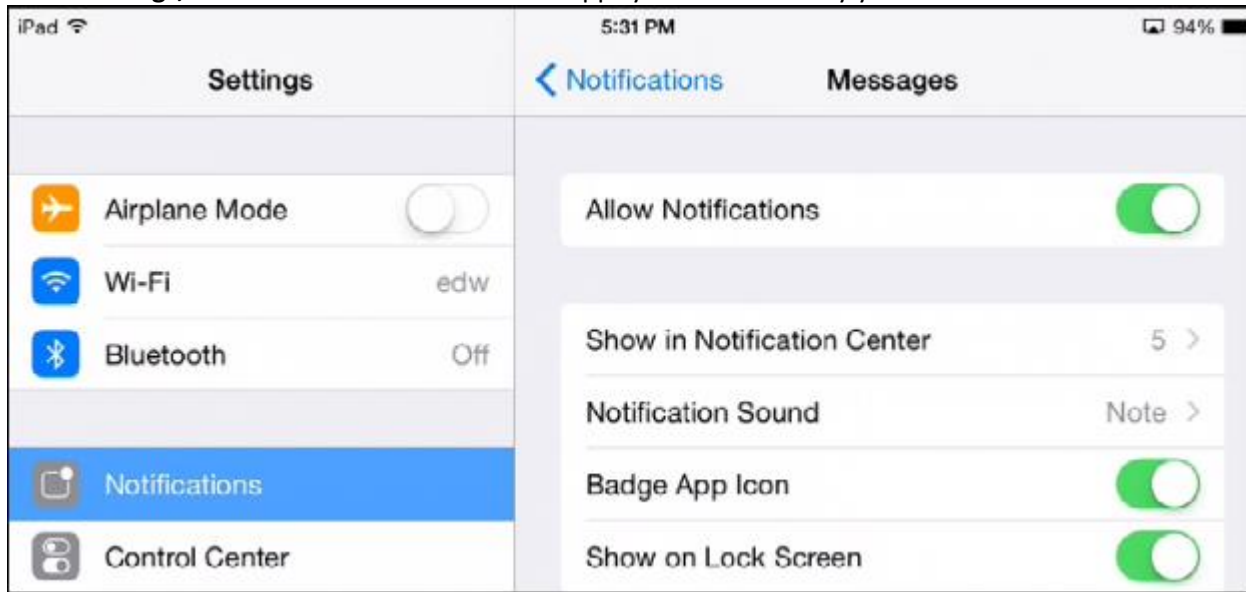 iPad
5:31 PM
94%
Settings
Notifications
Messages
Airplane Mode
Wi-Fi
edw
Bluetooth
Off
Notifications
Control Center
Allow Notifications
Show in Notification Center
5
Notification Sound
Note
Badge App Icon
Show on Lock Screen